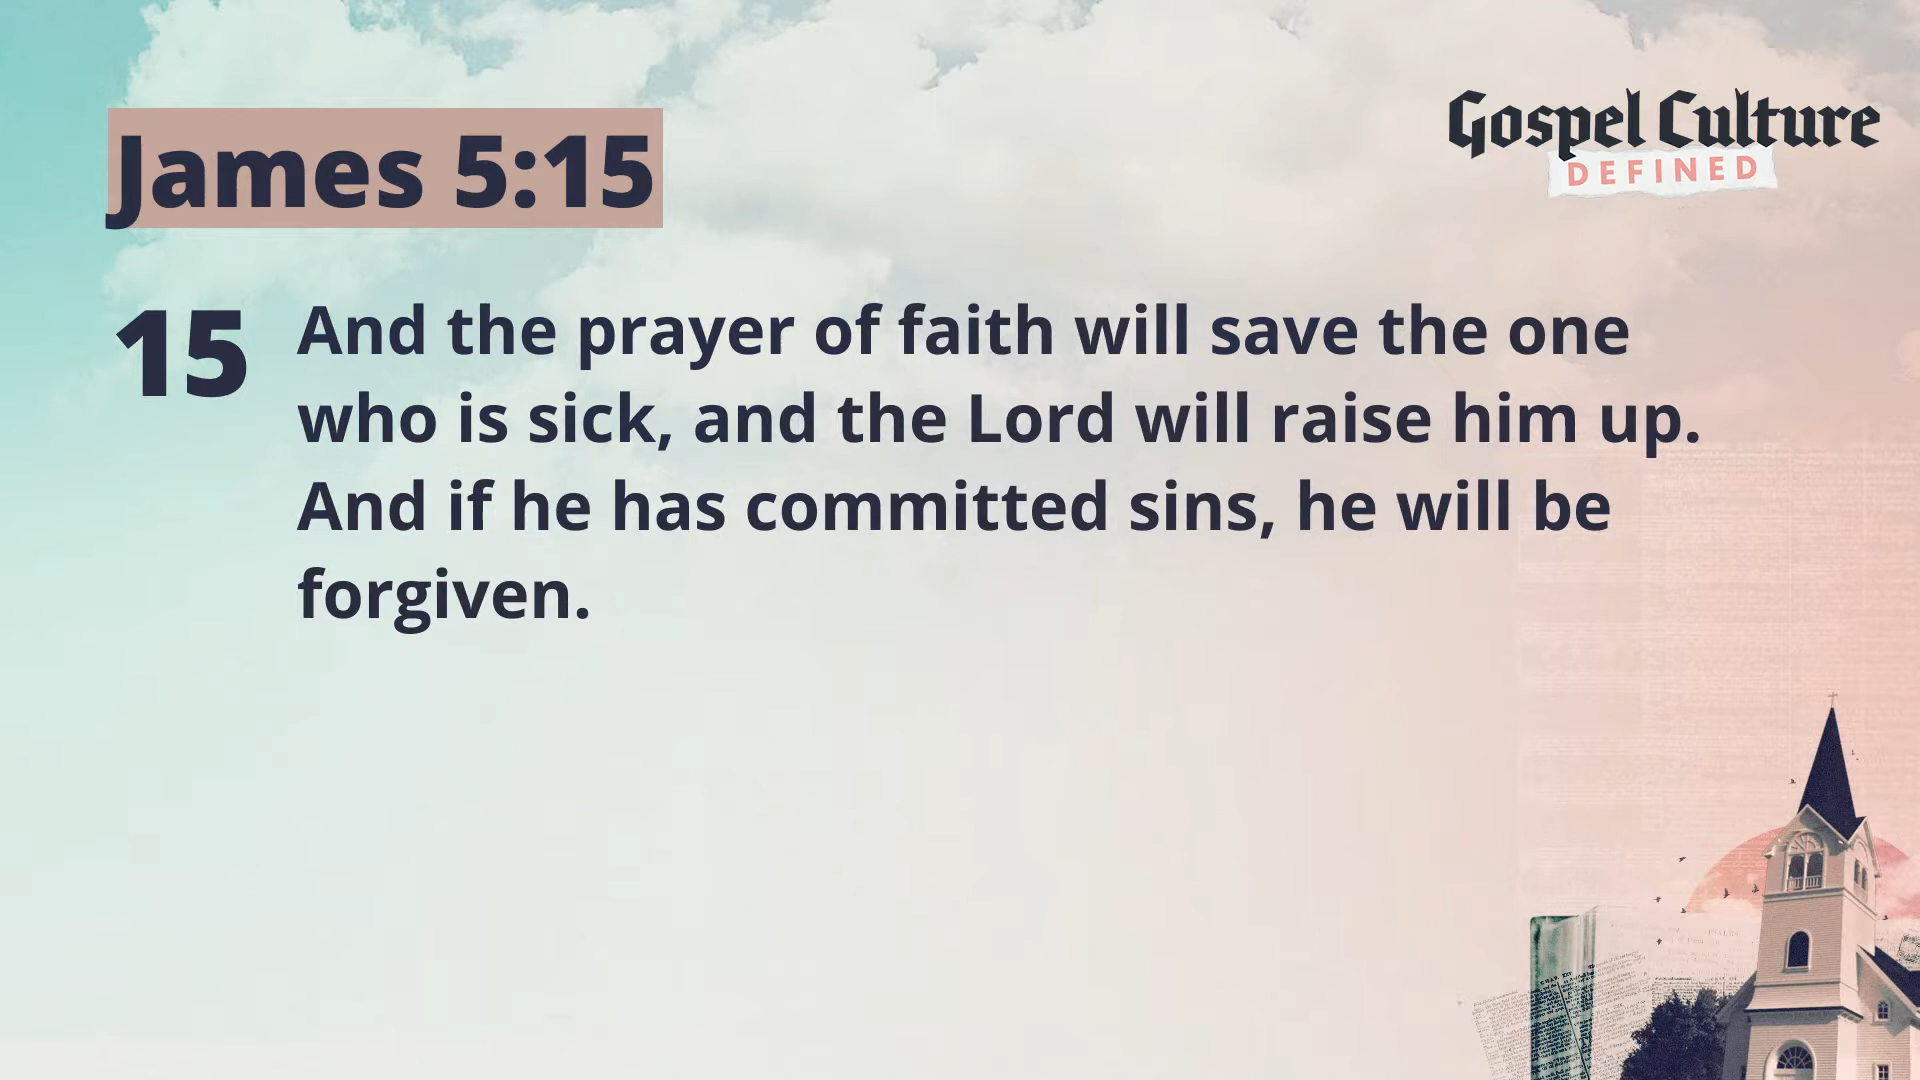 James 5:15
Gospel Culture
DEFINED
15 And the prayer of faith will save the one
who is sick, and the Lord will raise him up.
And if he has committed sins, he will be
forgiven.